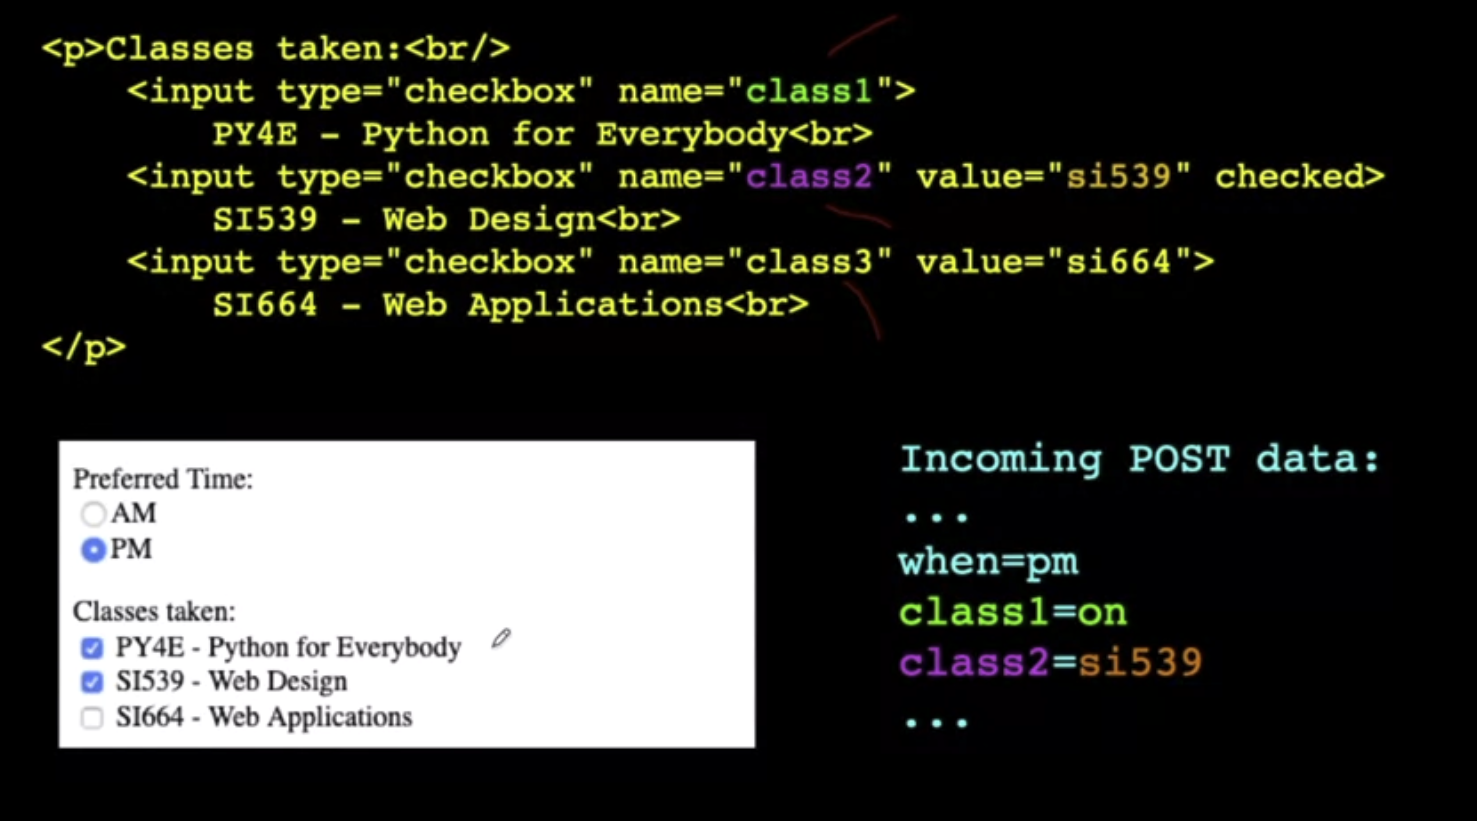 <p>Classes taken:<br/>
<input type="checkbox" name="class1">
PY4E - Python for Everybody<br>
<input type="checkbox" name="class2" value="si539" checked>
SI539 - Web Design<br>
<input type="checkbox" name="class3" value="si664">
SI664 - Web Applications<br>
</p>
Preferred Time:
AM
PM
Classes taken:
PY4E - Python for Everybody
SI539 - Web Design
SI664 - Web Applications
Incoming POST data:
...
when=pm
class1=on
class2=si539
...